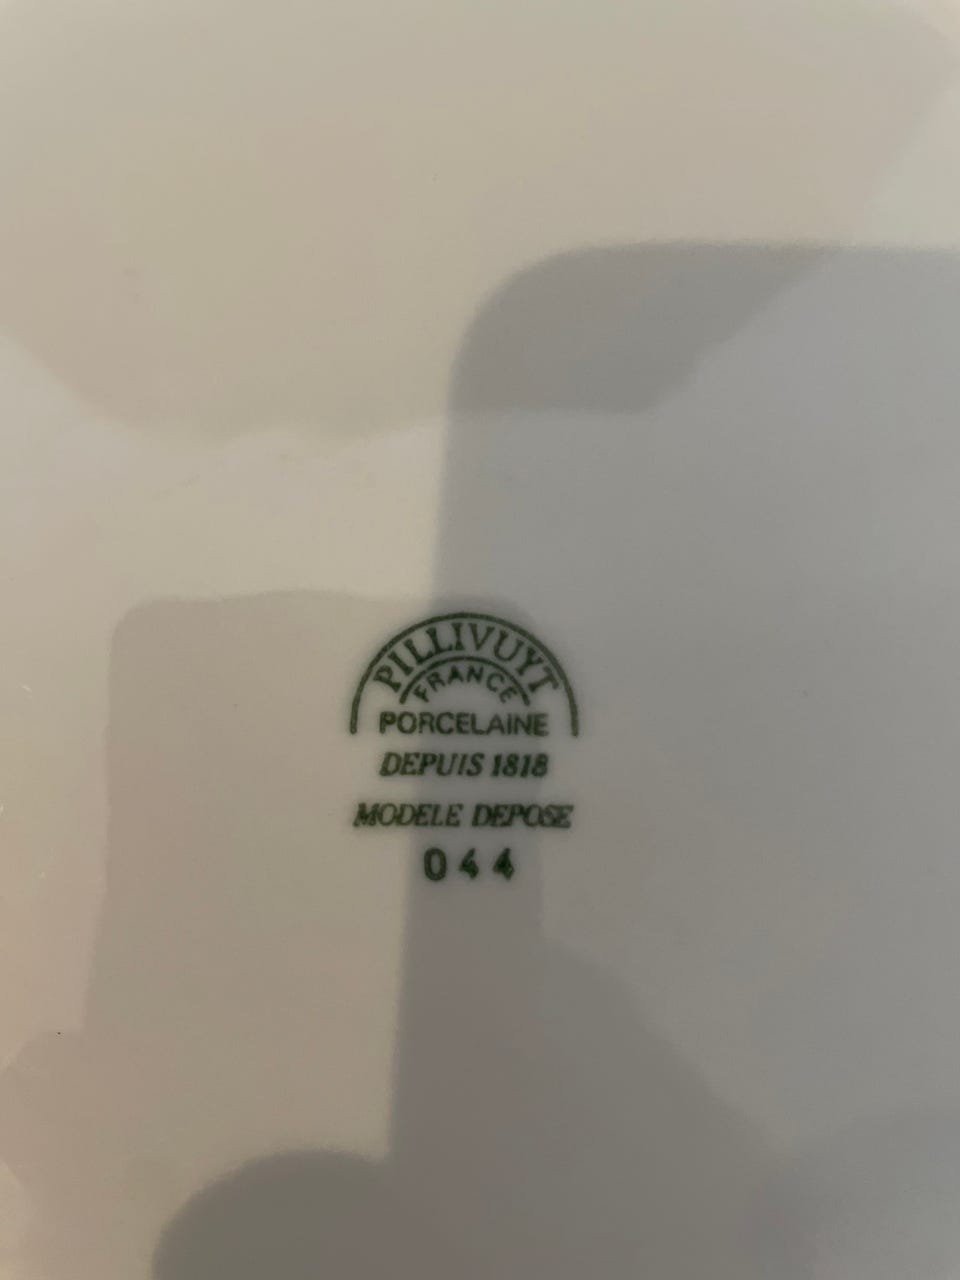 PILLIVUYT
FRANCE
PORCELAINE
DEPUIS 1818
MODELE DEPOSE
044